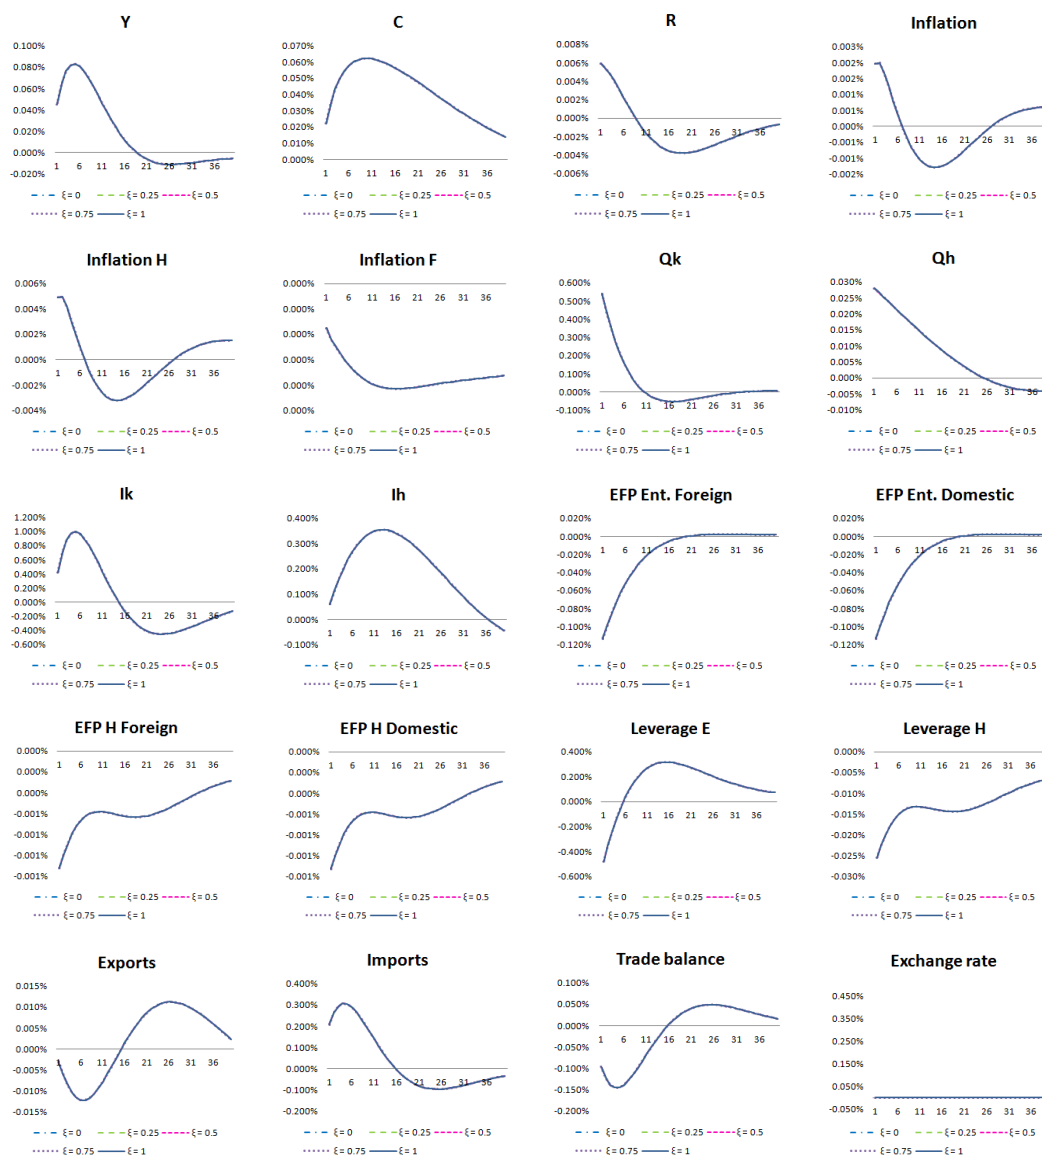 Y
0.100%
0.080%
0.060%
0.040%
0.020%
0.000%
-0.020%
1 6 11 16 21 26 31 36
ξ = 0 ξ = 0.25 ξ = 0.5
ξ = 0.75 ξ = 1
C
0.070%
0.060%
0.050%
0.040%
0.030%
0.020%
0.010%
0.000%
1 6 11 16 21 26 31 36
ξ = 0 ξ = 0.25 ξ = 0.5
ξ = 0.75 ξ = 1
R
0.008%
0.006%
0.004%
0.002%
0.000%
-0.002%
-0.004%
-0.006%
1 6 11 16 21 26 31 36
ξ = 0 ξ = 0.25 ξ = 0.5
ξ = 0.75 ξ = 1
Inflation
0.003%
0.002%
0.002%
0.001%
0.001%
0.000%
-0.001%
-0.001%
-0.002%
1 6 11 16 21 26 31 36
ξ = 0 ξ = 0.25 ξ = 0.5
ξ = 0.75 ξ = 1
Inflation H
0.006%
0.004%
0.002%
0.000%
-0.002%
-0.004%
1 6 11 16 21 26 31 36
ξ = 0 ξ = 0.25 ξ = 0.5
ξ = 0.75 ξ = 1
Inflation F
0.000%
0.000%
0.000%
0.000%
0.000%
0.000%
1 6 11 16 21 26 31 36
ξ = 0 ξ = 0.25 ξ = 0.5
ξ = 0.75 ξ = 1
Qk
0.600%
0.500%
0.400%
0.300%
0.200%
0.100%
0.000%
-0.100%
1 6 11 16 21 26 31 36
ξ = 0 ξ = 0.25 ξ = 0.5
ξ = 0.75 ξ = 1
Qh
0.030%
0.025%
0.020%
0.015%
0.010%
0.005%
0.000%
-0.005%
-0.010%
1 6 11 16 21 26 31 36
ξ = 0 ξ = 0.25 ξ = 0.5
ξ = 0.75 ξ = 1
Ik
1.200%
1.000%
0.800%
0.600%
0.400%
0.200%
0.000%
-0.200%
-0.400%
-0.600%
1 6 11 16 21 26 31 36
ξ = 0 ξ = 0.25 ξ = 0.5
ξ = 0.75 ξ = 1
Ih
0.400%
0.300%
0.200%
0.100%
0.000%
-0.100%
1 6 11 16 21 26 31 36
ξ = 0 ξ = 0.25 ξ = 0.5
ξ = 0.75 ξ = 1
EFP Ent. Foreign
0.020%
0.000%
-0.020%
-0.040%
-0.060%
-0.080%
-0.100%
-0.120%
1 6 11 16 21 26 31 36
ξ = 0 ξ = 0.25 ξ = 0.5
ξ = 0.75 ξ = 1
EFP Ent. Domestic
0.020%
0.000%
-0.020%
-0.040%
-0.060%
-0.080%
-0.100%
-0.120%
1 6 11 16 21 26 31 36
ξ = 0 ξ = 0.25 ξ = 0.5
ξ = 0.75 ξ = 1
EFP H Foreign
0.000%
0.000%
0.000%
-0.001%
-0.001%
-0.001%
-0.001%
1 6 11 16 21 26 31 36
ξ = 0 ξ = 0.25 ξ = 0.5
ξ = 0.75 ξ = 1
EFP H Domestic
0.000%
0.000%
0.000%
-0.001%
-0.001%
-0.001%
-0.001%
1 6 11 16 21 26 31 36
ξ = 0 ξ = 0.25 ξ = 0.5
ξ = 0.75 ξ = 1
Leverage E
0.400%
0.200%
0.000%
-0.200%
-0.400%
-0.600%
1 6 11 16 21 26 31 36
ξ = 0 ξ = 0.25 ξ = 0.5
ξ = 0.75 ξ = 1
Leverage H
0.000%
-0.005%
-0.010%
-0.015%
-0.020%
-0.025%
-0.030%
1 6 11 16 21 26 31 36
ξ = 0 ξ = 0.25 ξ = 0.5
ξ = 0.75 ξ = 1
Exports
0.015%
0.010%
0.005%
0.000%
-0.005%
-0.010%
-0.015%
1 6 11 16 21 26 31 36
ξ = 0 ξ = 0.25 ξ = 0.5
ξ = 0.75 ξ = 1
Imports
0.400%
0.300%
0.200%
0.100%
0.000%
-0.100%
-0.200%
1 6 11 16 21 26 31 36
ξ = 0 ξ = 0.25 ξ = 0.5
ξ = 0.75 ξ = 1
Trade balance
0.100%
0.050%
0.000%
-0.050%
-0.100%
-0.150%
-0.200%
1 6 11 16 21 26 31 36
ξ = 0 ξ = 0.25 ξ = 0.5
ξ = 0.75 ξ = 1
Exchange rate
0.450%
0.350%
0.250%
0.150%
0.050%
-0.050%
1 6 11 16 21 26 31 36
ξ = 0 ξ = 0.25 ξ = 0.5
ξ = 0.75 ξ = 1